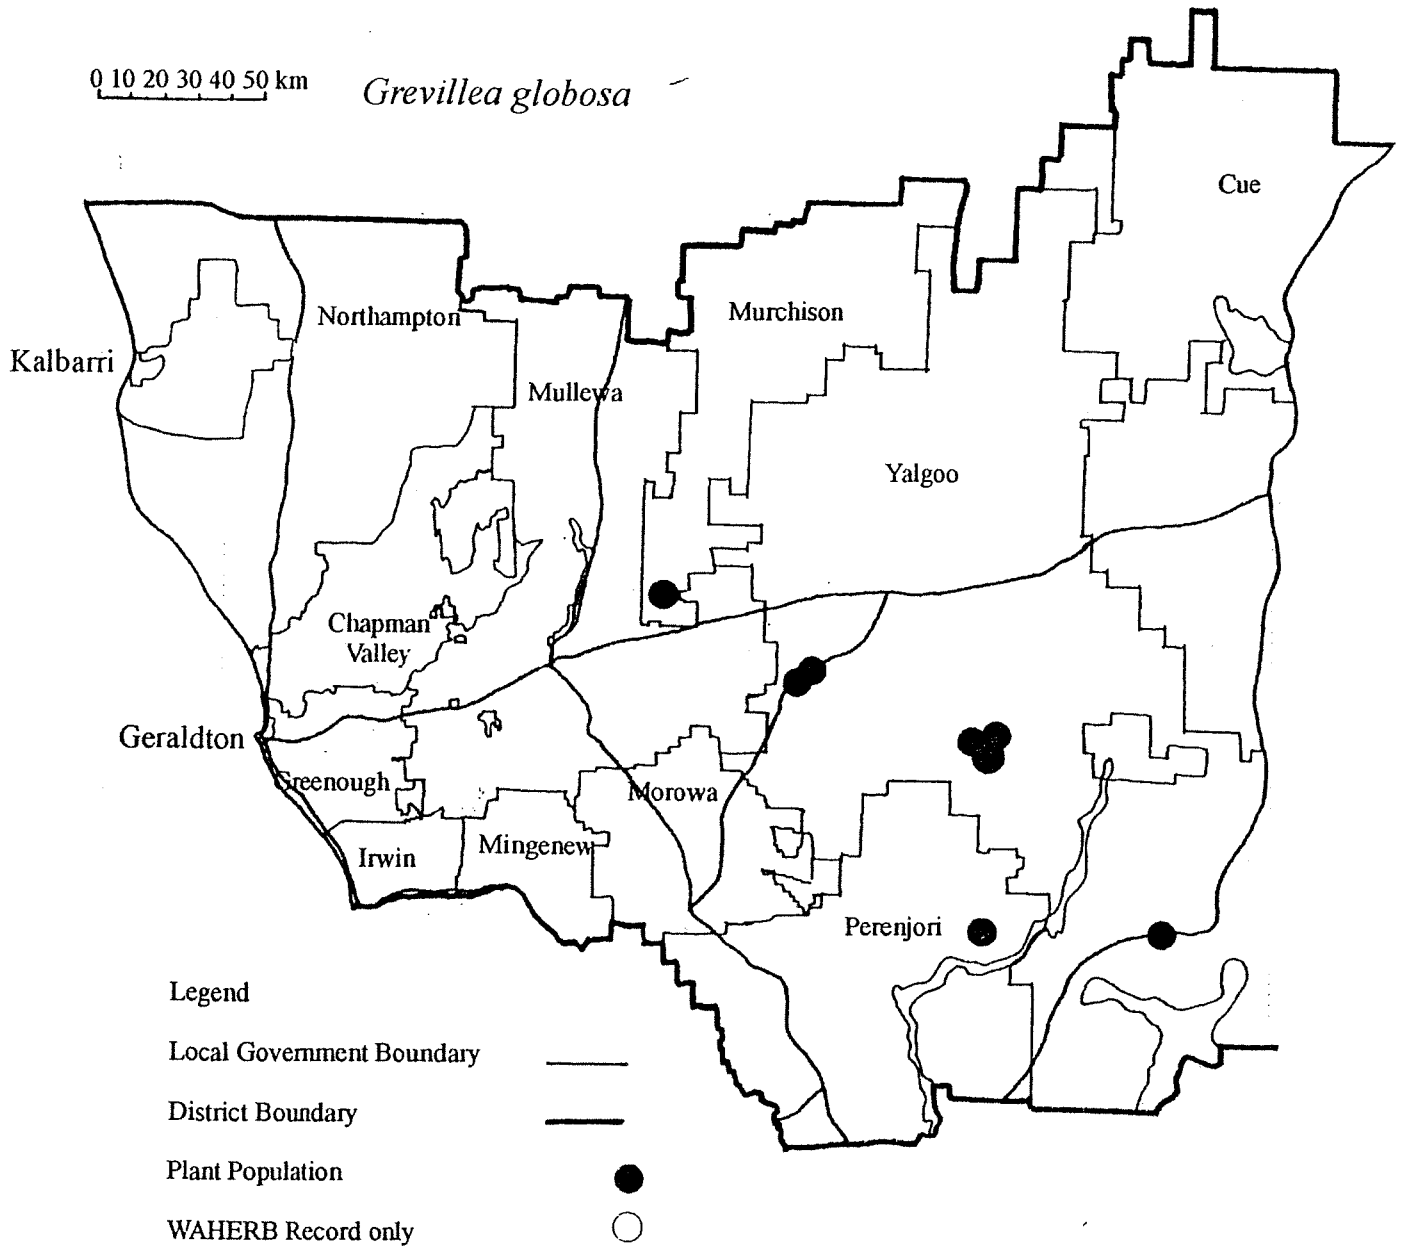 0 10 20 30 40 50 km
Grevillea globosa
Cue
Northampton
Murchison
Kalbarri
Mullewa
Yalgoo
Chapman
Valley
Geraldton
Greenough
Morowa
Irwin
Mingenew
Perenjori
Legend
Local Government Boundary
District Boundary
Plant Population
WAHERB Record only